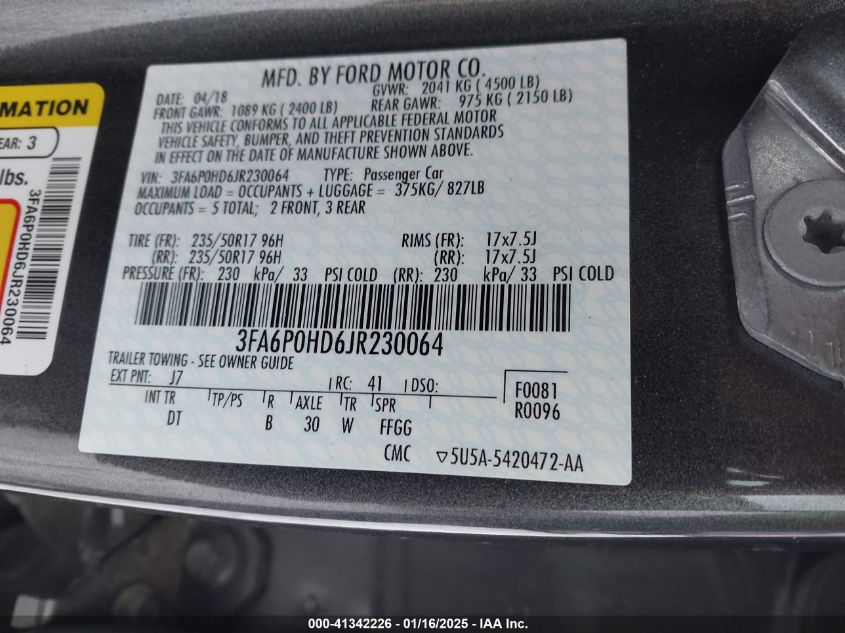 MATION
EAR: 3
lbs.
3FA6P0HD6JR230064
MFD. BY FORD MOTOR CO.
DATE: 04/18 GVWR: 2041 KG ( 4500 LB)
FRONT GAWR: 1089 KG ( 2400 LB) REAR GAWR: 975 KG ( 2150 LB)
THIS VEHICLE CONFORMS TO ALL APPLICABLE FEDERAL MOTOR
VEHICLE SAFETY, BUMPER, AND THEFT PREVENTION STANDARDS
IN EFFECT ON THE DATE OF MANUFACTURE SHOWN ABOVE.
VIN: 3FA6P0HD6JR230064 TYPE: Passenger Car
MAXIMUM LOAD = OCCUPANTS + LUGGAGE = 375KG/ 827LB
OCCUPANTS = 5 TOTAL; 2 FRONT, 3 REAR
TIRE (FR): 235/50R17 96H RIMS (FR): 17x7.5J
(RR): 235/50R17 96H (RR): 17x7.5J
PRESSURE (FR): 230 kPa/ 33 PSI COLD (RR): 230 kPa/ 33 PSI COLD
3FA6P0HD6JR230064
TRAILER TOWING - SEE OWNER GUIDE
EXT PNT: J7 RC: 41 DSO: F0081
R0096
INT TR TP/PS R AXLE TR SPR
DT B 30 W FFGG
CMC ▽5U5A-5420472-AA
000-41342226 - 01/16/2025 - IAA Inc.